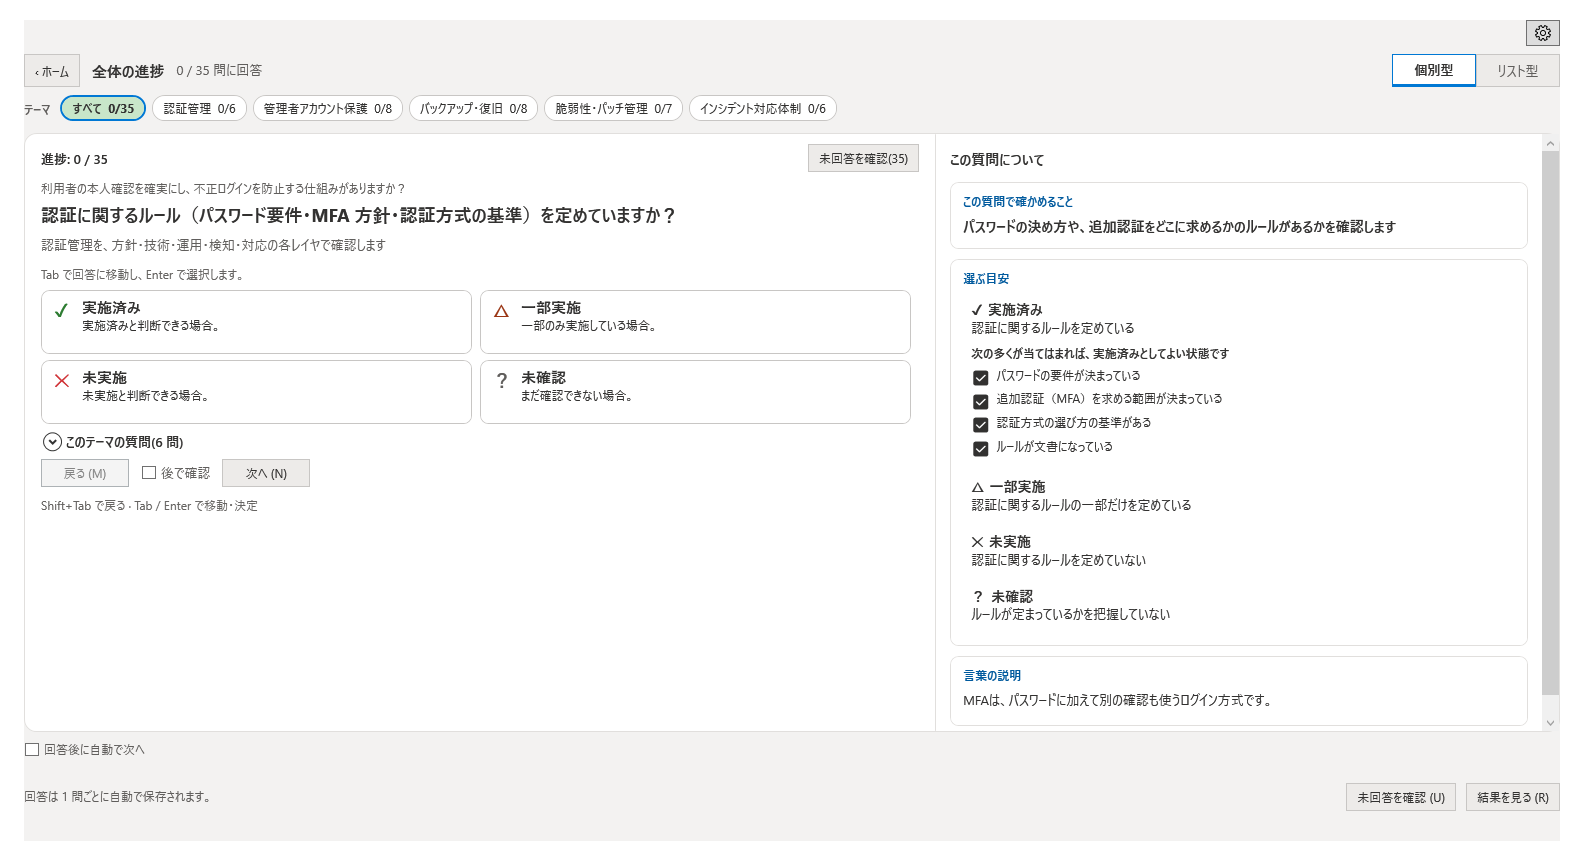 ‹ ホーム 全体の進捗 0 / 35 問に回答 個別型 リスト型
テーマ すべて 0/35 認証管理 0/6 管理者アカウント保護 0/8 バックアップ・復旧 0/8 脆弱性・パッチ管理 0/7 インシデント対応体制 0/6
進捗: 0 / 35 未回答を確認(35)
利用者の本人確認を確実にし、不正ログインを防止する仕組みがありますか？
認証に関するルール（パスワード要件・MFA 方針・認証方式の基準）を定めていますか？
認証管理を、方針・技術・運用・検知・対応の各レイヤで確認します
Tab で回答に移動し、Enter で選択します。
✓ 実施済み
実施済みと判断できる場合。
△ 一部実施
一部のみ実施している場合。
× 未実施
未実施と判断できる場合。
? 未確認
まだ確認できない場合。
このテーマの質問(6 問)
戻る (M) 後で確認 次へ (N)
Shift+Tab で戻る · Tab / Enter で移動・決定
この質問について
この質問で確かめること
パスワードの決め方や、追加認証をどこに求めるかのルールがあるかを確認します
選ぶ目安
✓ 実施済み
認証に関するルールを定めている
次の多くが当てはまれば、実施済みとしてよい状態です
パスワードの要件が決まっている
追加認証（MFA）を求める範囲が決まっている
認証方式の選び方の基準がある
ルールが文書になっている
△ 一部実施
認証に関するルールの一部だけを定めている
× 未実施
認証に関するルールを定めていない
? 未確認
ルールが定まっているかを把握していない
言葉の説明
MFAは、パスワードに加えて別の確認も使うログイン方式です。
回答後に自動で次へ
回答は 1 問ごとに自動で保存されます。
未回答を確認 (U) 結果を見る (R)